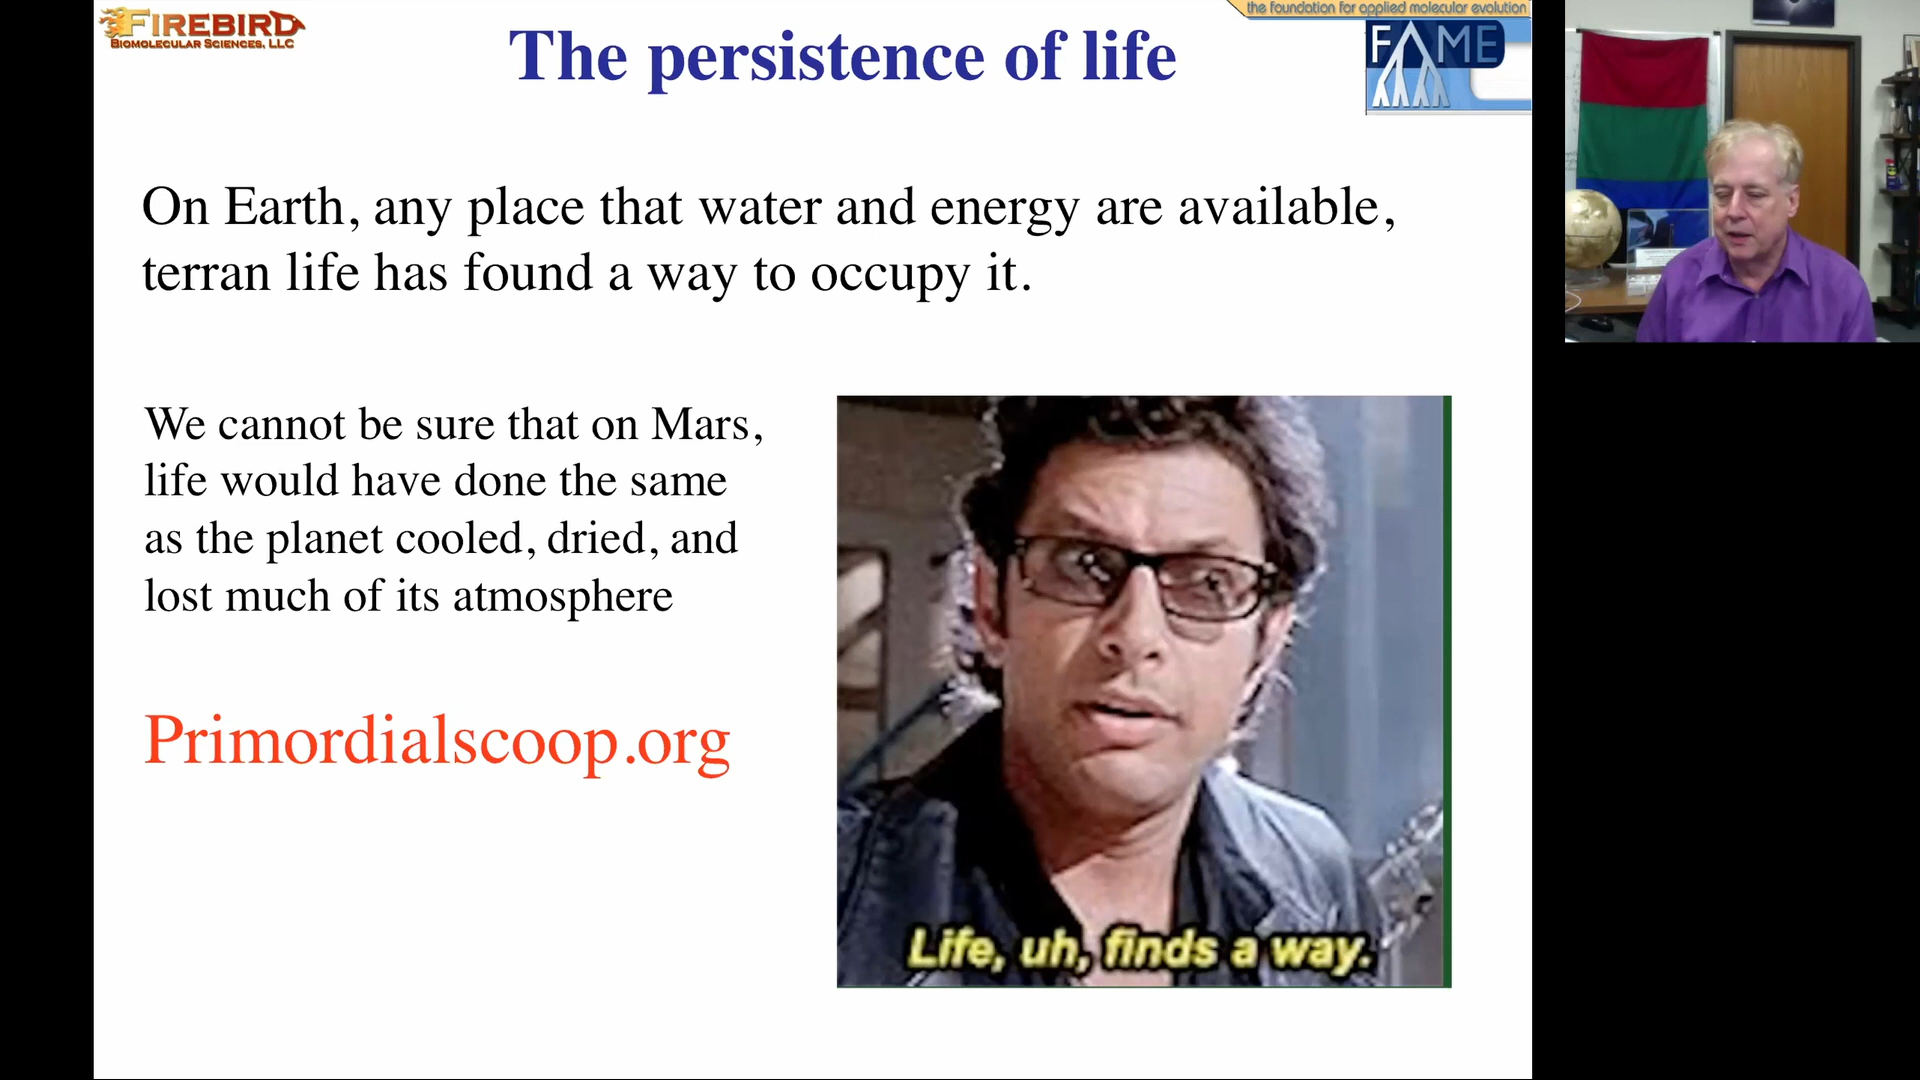 FIREBIRD
BIOMOLECULAR SCIENCES, LLC
the foundation for applied molecular evolution
FAME
The persistence of life
On Earth, any place that water and energy are available,
terran life has found a way to occupy it.
We cannot be sure that on Mars,
life would have done the same
as the planet cooled, dried, and
lost much of its atmosphere
Primordialscoop.org
Life, uh, finds a way.